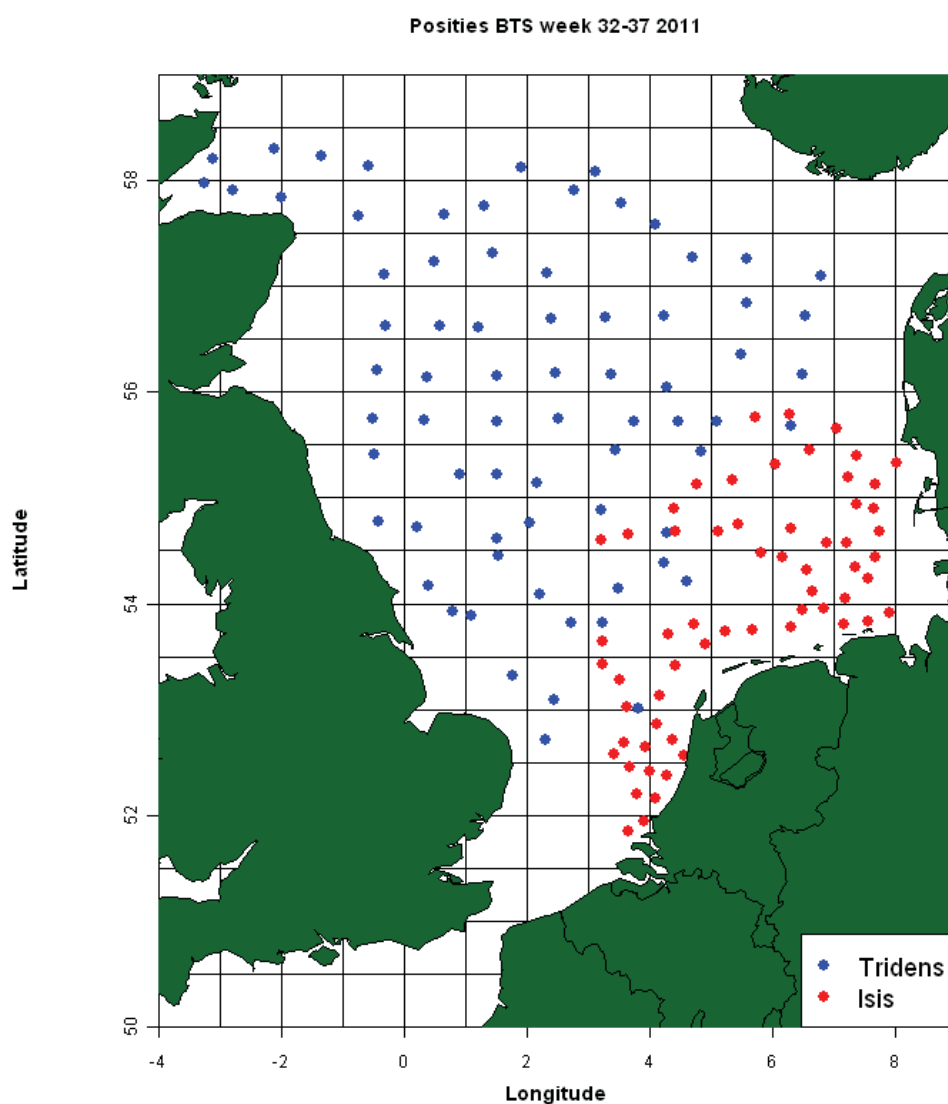 Posities BTS week 32-37 2011
58
56
54
52
50
Latitude
-4 -2 0 2 4 6 8
Longitude
Tridens
Isis